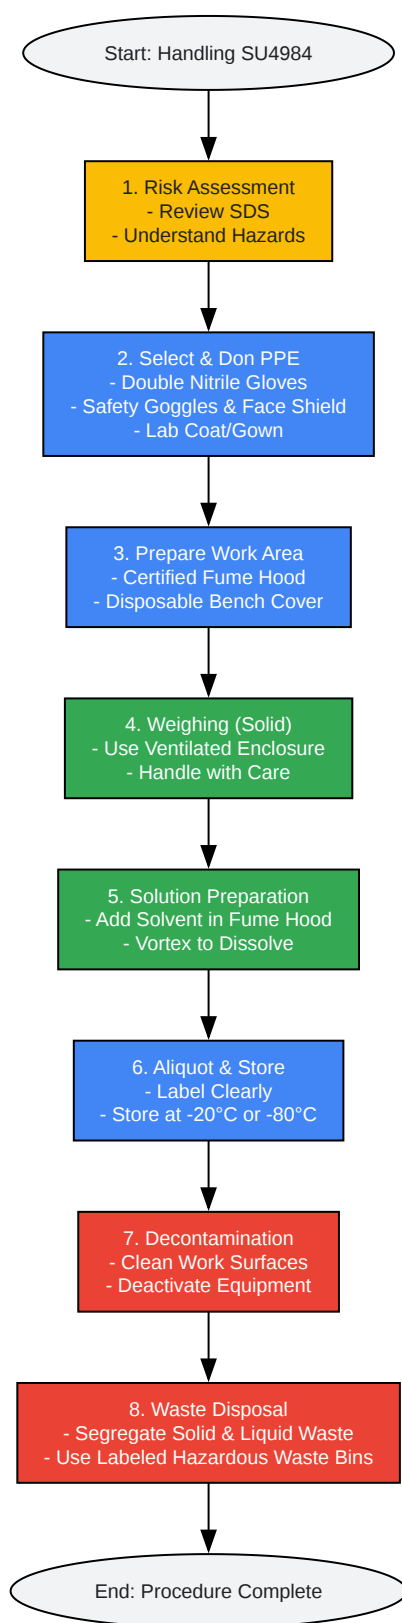 Start: Handling SU4984
1. Risk Assessment
- Review SDS
- Understand Hazards
2. Select & Don PPE
- Double Nitrile Gloves
- Safety Goggles & Face Shield
- Lab Coat/Gown
3. Prepare Work Area
- Certified Fume Hood
- Disposable Bench Cover
4. Weighing (Solid)
- Use Ventilated Enclosure
- Handle with Care
5. Solution Preparation
- Add Solvent in Fume Hood
- Vortex to Dissolve
6. Aliquot & Store
- Label Clearly
- Store at -20°C or -80°C
7. Decontamination
- Clean Work Surfaces
- Deactivate Equipment
8. Waste Disposal
- Segregate Solid & Liquid Waste
- Use Labeled Hazardous Waste Bins
End: Procedure Complete